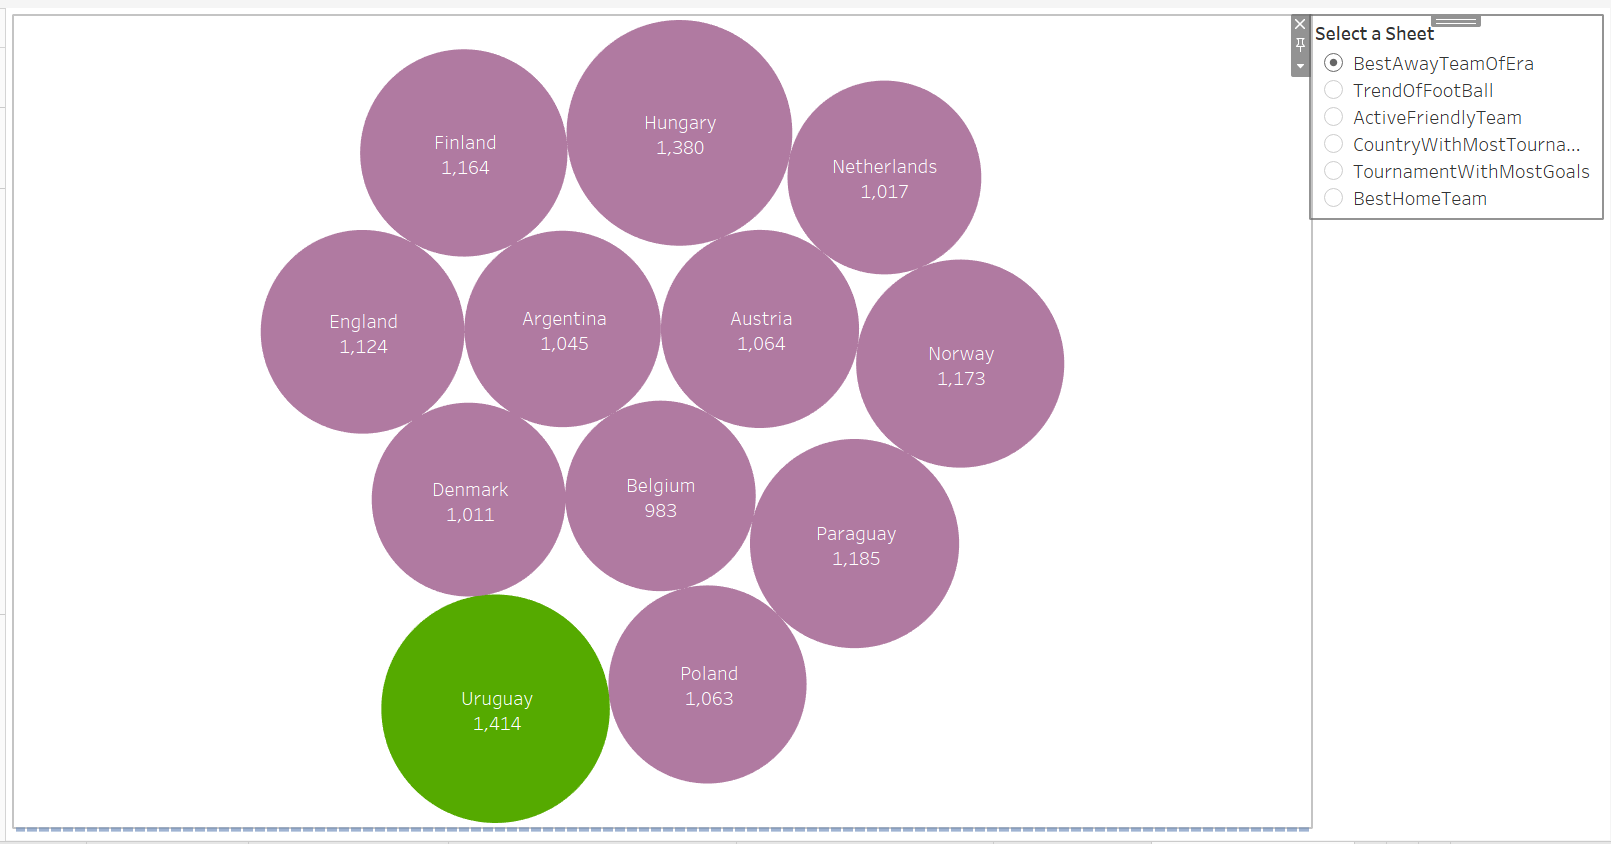 Finland
1,164
Hungary
1,380
Netherlands
1,017
England
1,124
Argentina
1,045
Austria
1,064
Norway
1,173
Denmark
1,011
Belgium
983
Paraguay
1,185
Uruguay
1,414
Poland
1,063
Select a Sheet
BestAwayTeamOfEra
TrendOfFootBall
ActiveFriendlyTeam
CountryWithMostTourna...
TournamentWithMostGoals
BestHomeTeam